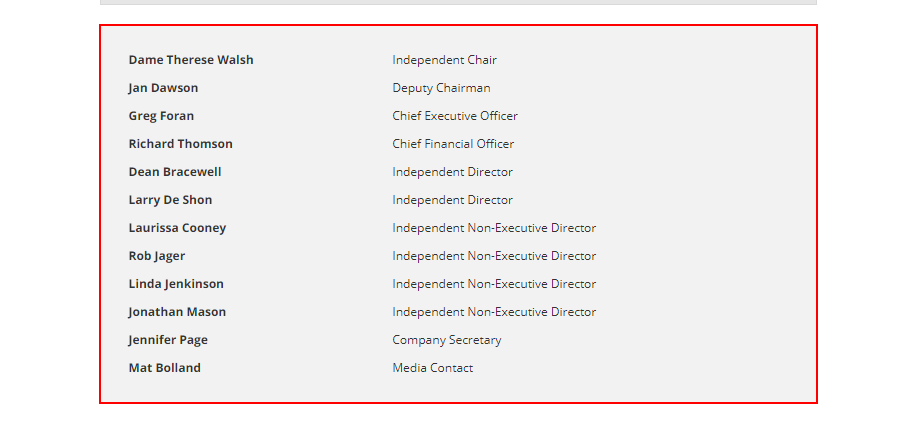 Dame Therese Walsh Independent Chair
Jan Dawson Deputy Chairman
Greg Foran Chief Executive Officer
Richard Thomson Chief Financial Officer
Dean Bracewell Independent Director
Larry De Shon Independent Director
Laurissa Cooney Independent Non-Executive Director
Rob Jager Independent Non-Executive Director
Linda Jenkinson Independent Non-Executive Director
Jonathan Mason Independent Non-Executive Director
Jennifer Page Company Secretary
Mat Bolland Media Contact